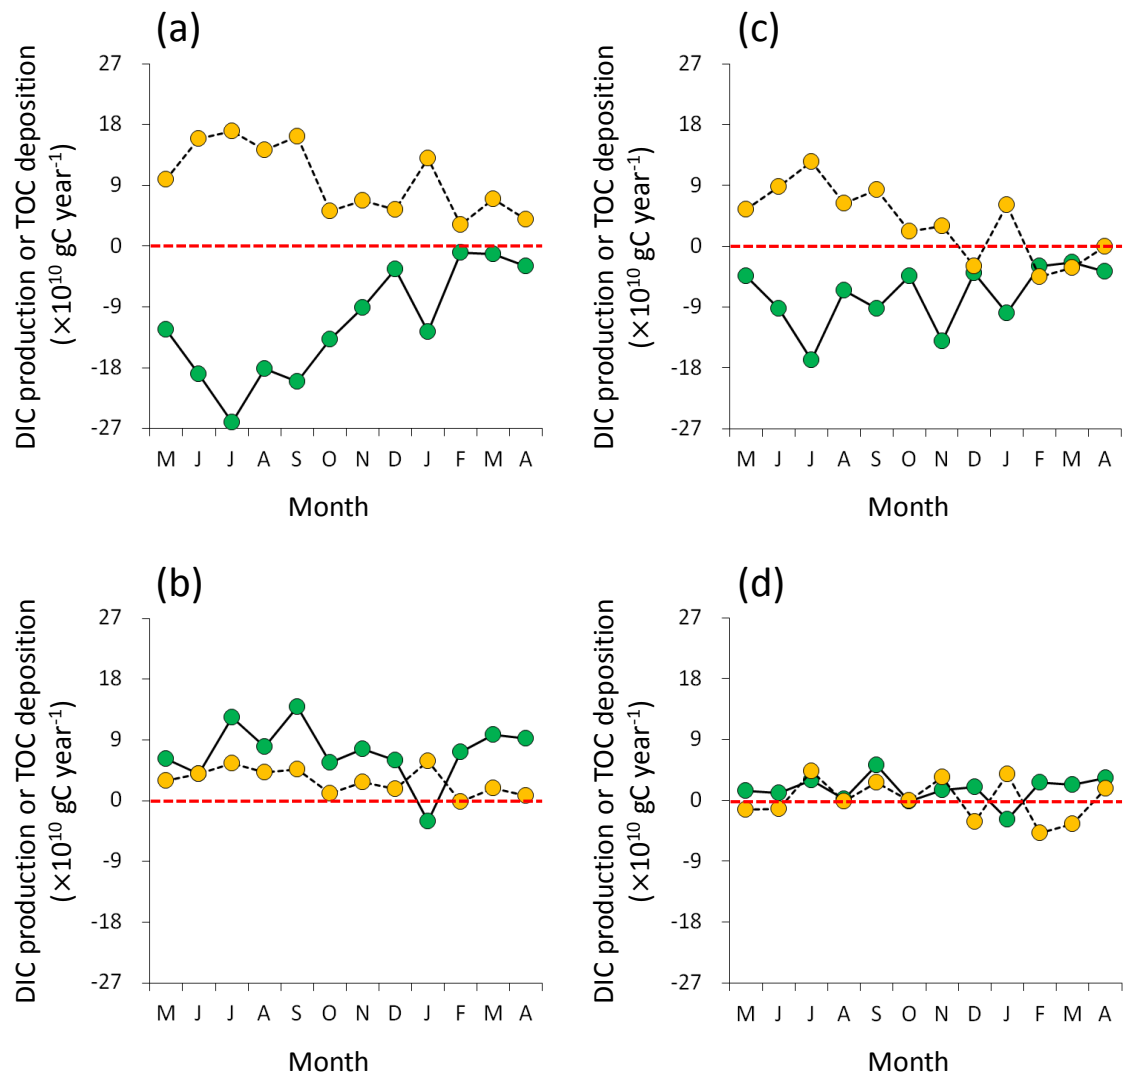 (a)
DIC production or TOC deposition
(×10¹⁰ gC year⁻¹)
27
18
9
0
-9
-18
-27
M J J A S O N D J F M A
Month
(c)
DIC production or TOC deposition
(×10¹⁰ gC year⁻¹)
27
18
9
0
-9
-18
-27
M J J A S O N D J F M A
Month
(b)
DIC production or TOC deposition
(×10¹⁰ gC year⁻¹)
27
18
9
0
-9
-18
-27
M J J A S O N D J F M A
Month
(d)
DIC production or TOC deposition
(×10¹⁰ gC year⁻¹)
27
18
9
0
-9
-18
-27
M J J A S O N D J F M A
Month